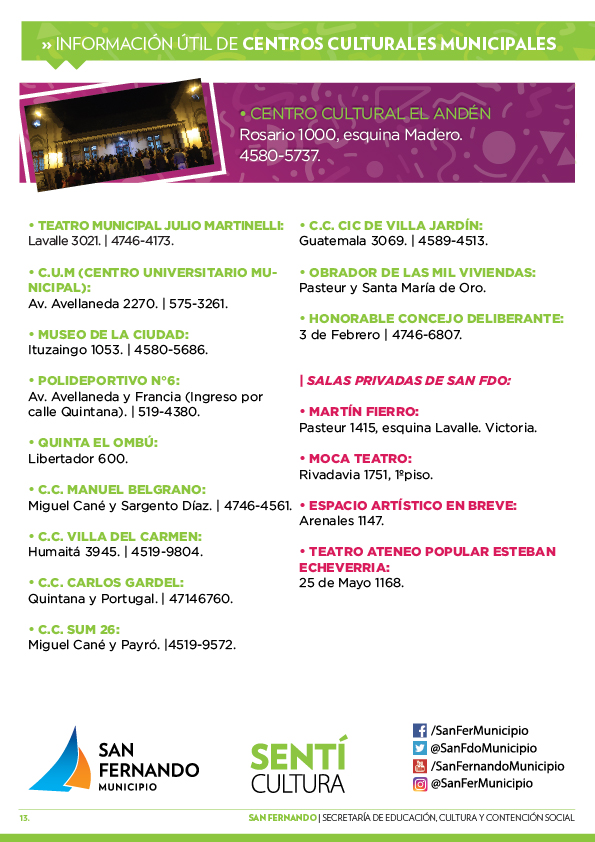 » INFORMACIÓN ÚTIL DE CENTROS CULTURALES MUNICIPALES
• CENTRO CULTURAL EL ANDÉN
Rosario 1000, esquina Madero.
4580-5737.
• TEATRO MUNICIPAL JULIO MARTINELLI:
Lavalle 3021. | 4746-4173.
• C.U.M (CENTRO UNIVERSITARIO MU-
NICIPAL):
Av. Avellaneda 2270. | 575-3261.
• MUSEO DE LA CIUDAD:
Ituzaingo 1053. | 4580-5686.
• POLIDEPORTIVO N°6:
Av. Avellaneda y Francia (Ingreso por
calle Quintana). | 519-4380.
• QUINTA EL OMBÚ:
Libertador 600.
• C.C. MANUEL BELGRANO:
Miguel Cané y Sargento Díaz. | 4746-4561.
• C.C. VILLA DEL CARMEN:
Humaitá 3945. | 4519-9804.
• C.C. CARLOS GARDEL:
Quintana y Portugal. | 47146760.
• C.C. SUM 26:
Miguel Cané y Payró. |4519-9572.
• C.C. CIC DE VILLA JARDÍN:
Guatemala 3069. | 4589-4513.
• OBRADOR DE LAS MIL VIVIENDAS:
Pasteur y Santa María de Oro.
• HONORABLE CONCEJO DELIBERANTE:
3 de Febrero | 4746-6807.
| SALAS PRIVADAS DE SAN FDO:
• MARTÍN FIERRO:
Pasteur 1415, esquina Lavalle. Victoria.
• MOCA TEATRO:
Rivadavia 1751, 1ºpiso.
• ESPACIO ARTÍSTICO EN BREVE:
Arenales 1147.
• TEATRO ATENEO POPULAR ESTEBAN
ECHEVERRIA:
25 de Mayo 1168.
SAN
FERNANDO
MUNICIPIO
SENTÍ
CULTURA
/SanFerMunicipio
@SanFdoMunicipio
/SanFernandoMunicipio
@SanFerMunicipio
13.
SAN FERNANDO | SECRETARÍA DE EDUCACIÓN, CULTURA Y CONTENCIÓN SOCIAL